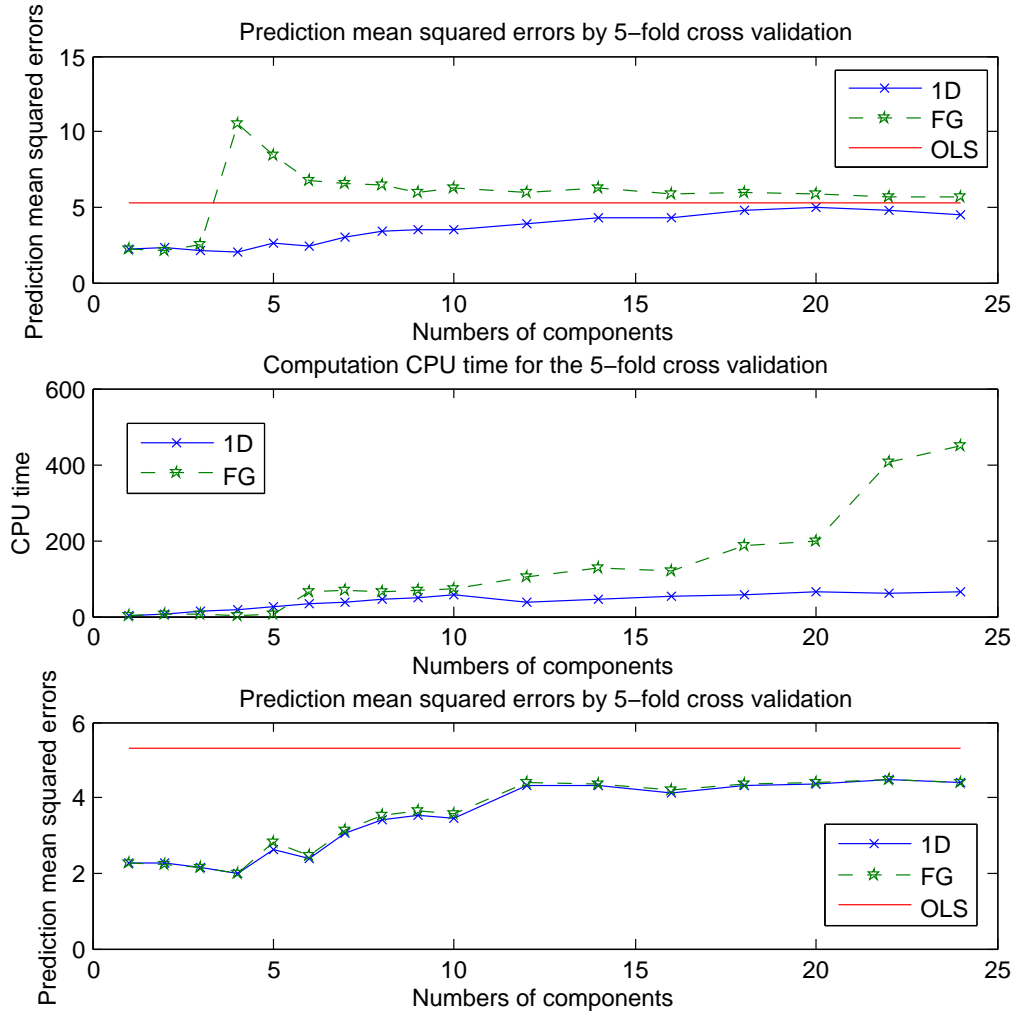 Prediction mean squared errors by 5−fold cross validation
Prediction mean squared errors
15
10
5
0
1D
FG
OLS
0 5 10 15 20 25
Numbers of components
Computation CPU time for the 5−fold cross validation
CPU time
600
400
200
0
1D
FG
0 5 10 15 20 25
Numbers of components
Prediction mean squared errors by 5−fold cross validation
Prediction mean squared errors
6
4
2
0
1D
FG
OLS
0 5 10 15 20 25
Numbers of components